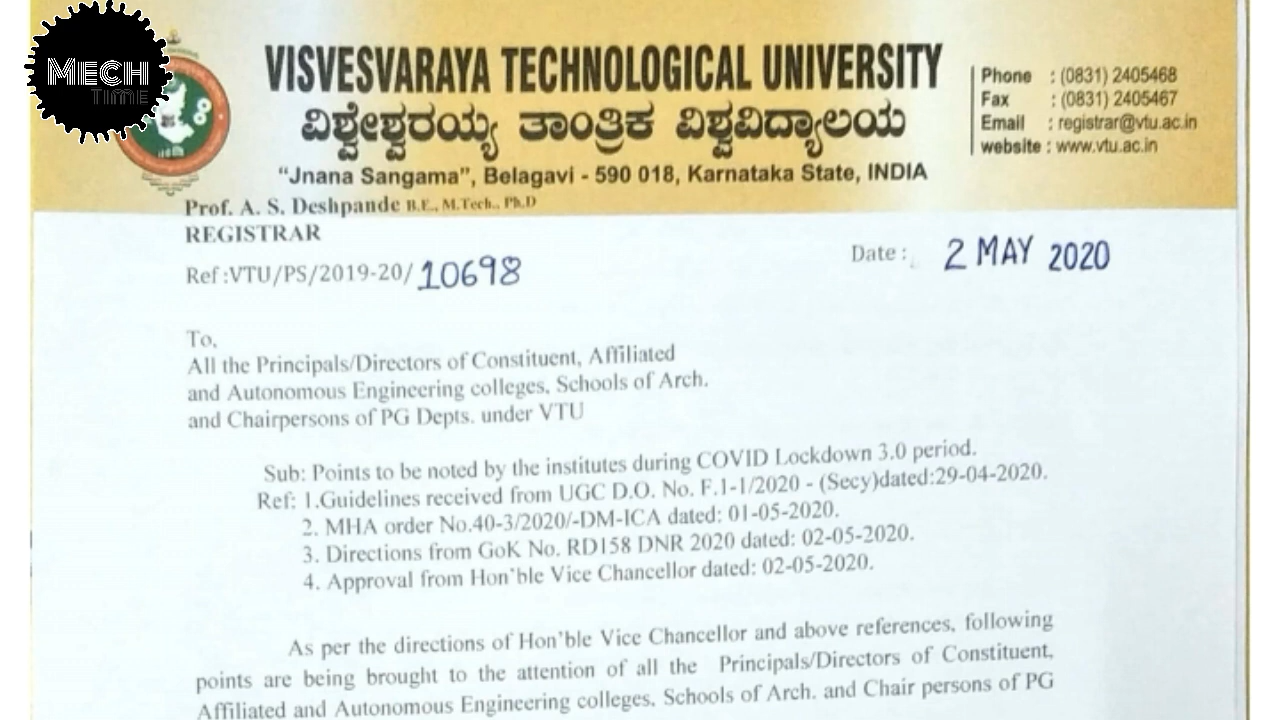 MECH
TIME
VISVESVARAYA TECHNOLOGICAL UNIVERSITY
ವಿಶ್ವೇಶ್ವರಯ್ಯ ತಾಂತ್ರಿಕ ವಿಶ್ವವಿದ್ಯಾಲಯ
“Jnana Sangama”, Belagavi - 590 018, Karnataka State, INDIA
Phone : (0831) 2405468
Fax : (0831) 2405467
Email : registrar@vtu.ac.in
website : www.vtu.ac.in
Prof. A. S. Deshpande B.E., M.Tech., Ph.D
REGISTRAR
Ref :VTU/PS/2019-20/ 10698
Date : 2 MAY 2020
To,
All the Principals/Directors of Constituent, Affiliated
and Autonomous Engineering colleges, Schools of Arch.
and Chairpersons of PG Depts. under VTU
Sub: Points to be noted by the institutes during COVID Lockdown 3.0 period.
Ref: 1.Guidelines received from UGC D.O. No. F.1-1/2020 - (Secy)dated:29-04-2020.
2. MHA order No.40-3/2020/-DM-ICA dated: 01-05-2020.
3. Directions from GoK No. RD158 DNR 2020 dated: 02-05-2020.
4. Approval from Hon'ble Vice Chancellor dated: 02-05-2020.
As per the directions of Hon'ble Vice Chancellor and above references, following
points are being brought to the attention of all the Principals/Directors of Constituent,
Affiliated and Autonomous Engineering colleges, Schools of Arch. and Chair persons of PG